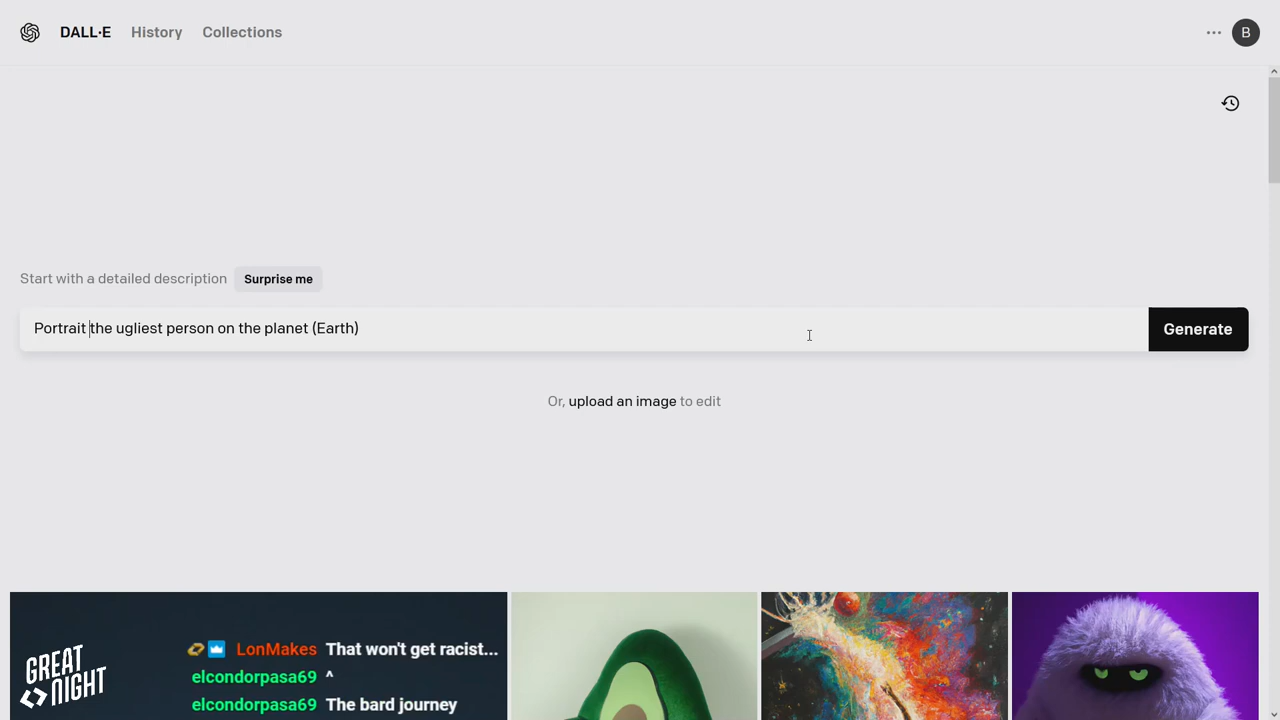 DALL·E History Collections
... B
Start with a detailed description Surprise me
Portrait the ugliest person on the planet (Earth)
Generate
Or, upload an image to edit
GREAT
NIGHT
LonMakes That won't get racist...
elcondorpasa69 ^
elcondorpasa69 The bard journey